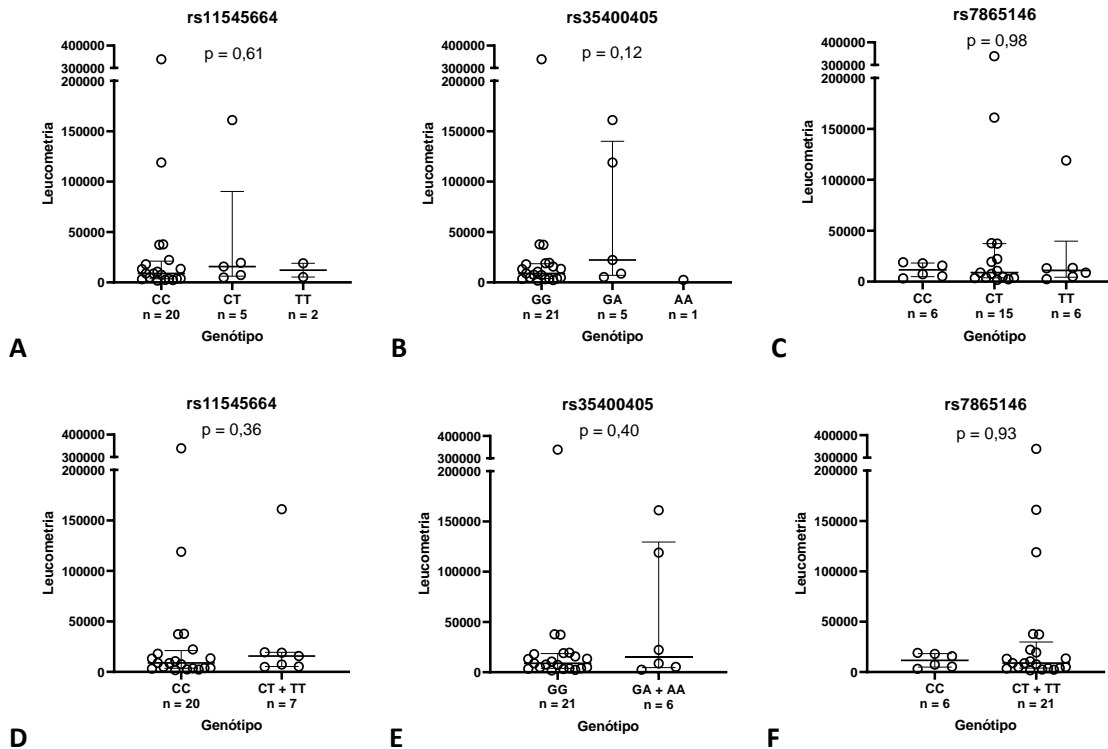 rs11545664
p = 0,61
400000
300000
200000
150000
100000
50000
0
Leucometria
CC
n = 20
CT
n = 5
TT
n = 2
Genótipo
A
rs35400405
p = 0,12
400000
300000
200000
150000
100000
50000
0
Leucometria
GG
n = 21
GA
n = 5
AA
n = 1
Genótipo
B
rs7865146
p = 0,98
400000
300000
200000
150000
100000
50000
0
Leucometria
CC
n = 6
CT
n = 15
TT
n = 6
Genótipo
C
rs11545664
p = 0,36
400000
300000
200000
150000
100000
50000
0
Leucometria
CC
n = 20
CT + TT
n = 7
Genótipo
D
rs35400405
p = 0,40
400000
300000
200000
150000
100000
50000
0
Leucometria
GG
n = 21
GA + AA
n = 6
Genótipo
E
rs7865146
p = 0,93
400000
300000
200000
150000
100000
50000
0
Leucometria
CC
n = 6
CT + TT
n = 21
Genótipo
F